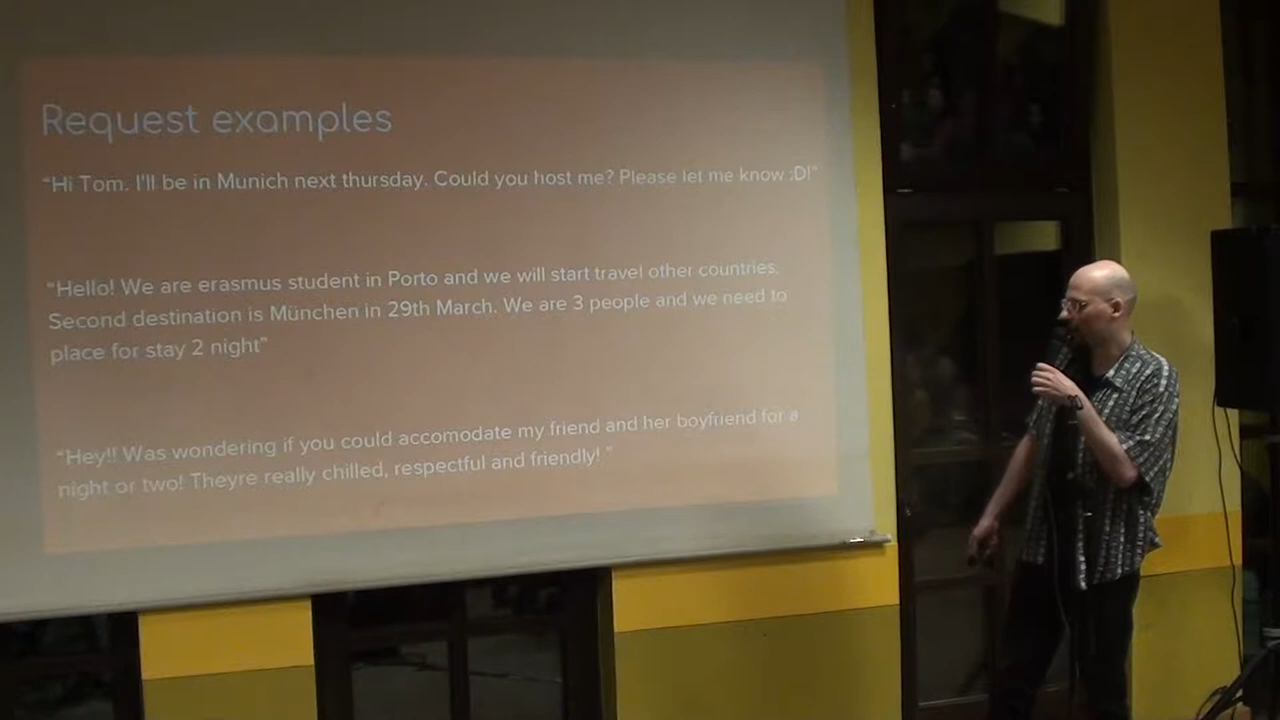 Request examples
"Hi Tom. I'll be in Munich next thursday. Could you host me? Please let me know :D!"
"Hello! We are erasmus student in Porto and we will start travel other countries.
Second destination is München in 29th March. We are 3 people and we need to
place for stay 2 night"
"Hey!! Was wondering if you could accomodate my friend and her boyfriend for a
night or two! Theyre really chilled, respectful and friendly! "